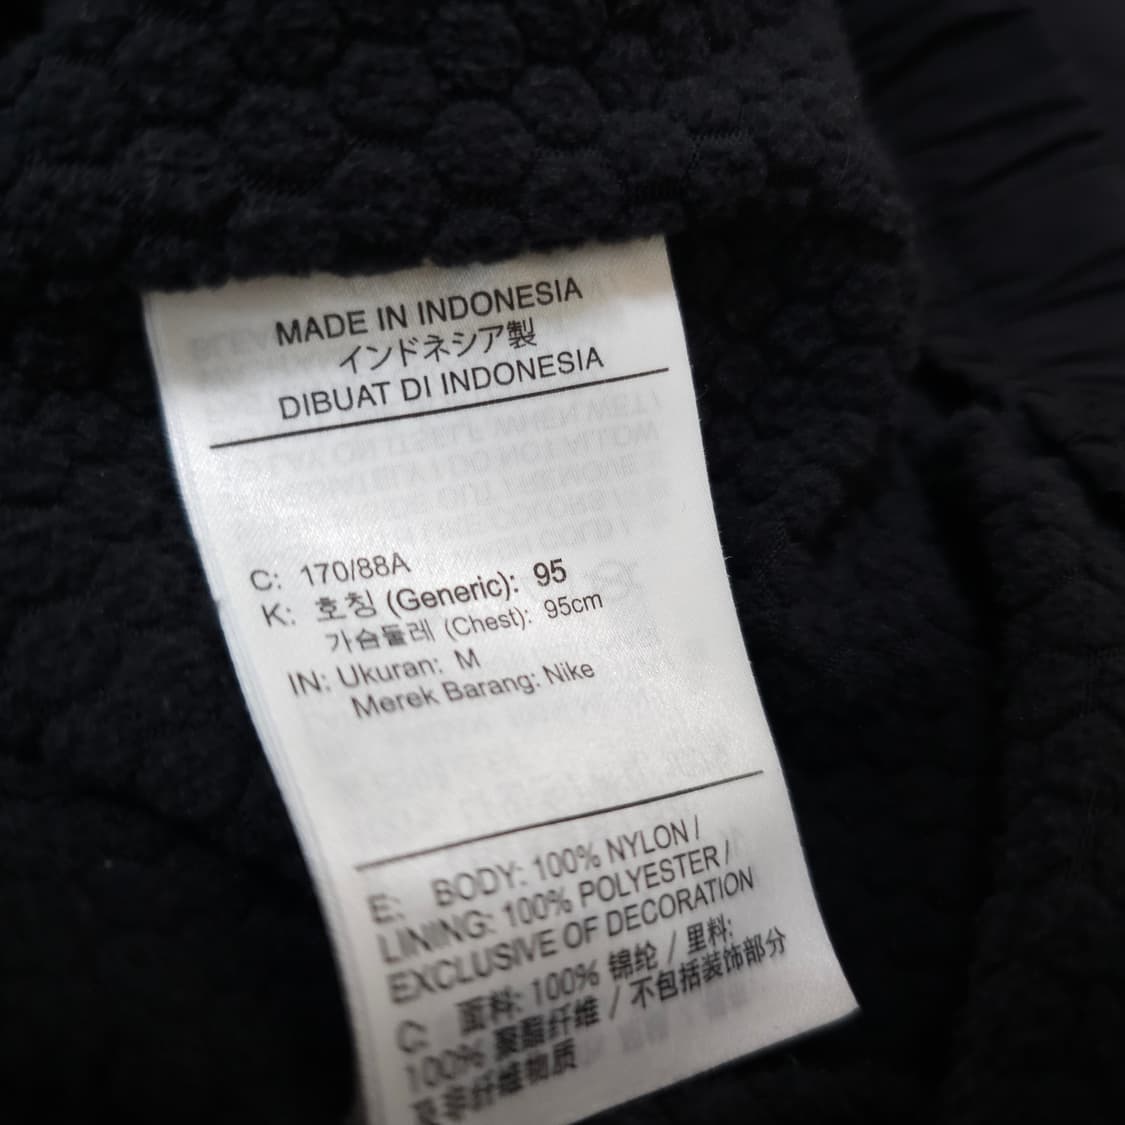 MADE IN INDONESIA
インドネシア製
DIBUAT DI INDONESIA
C: 170/88A
K: 호칭 (Generic): 95
가슴둘레 (Chest): 95cm
IN: Ukuran: M
Merek Barang: Nike
E: BODY: 100% NYLON /
LINING: 100% POLYESTER /
EXCLUSIVE OF DECORATION
C: 面料: 100% 锦纶 / 里料:
100% 聚酯纤维 / 不包括装饰部分
纤维物质